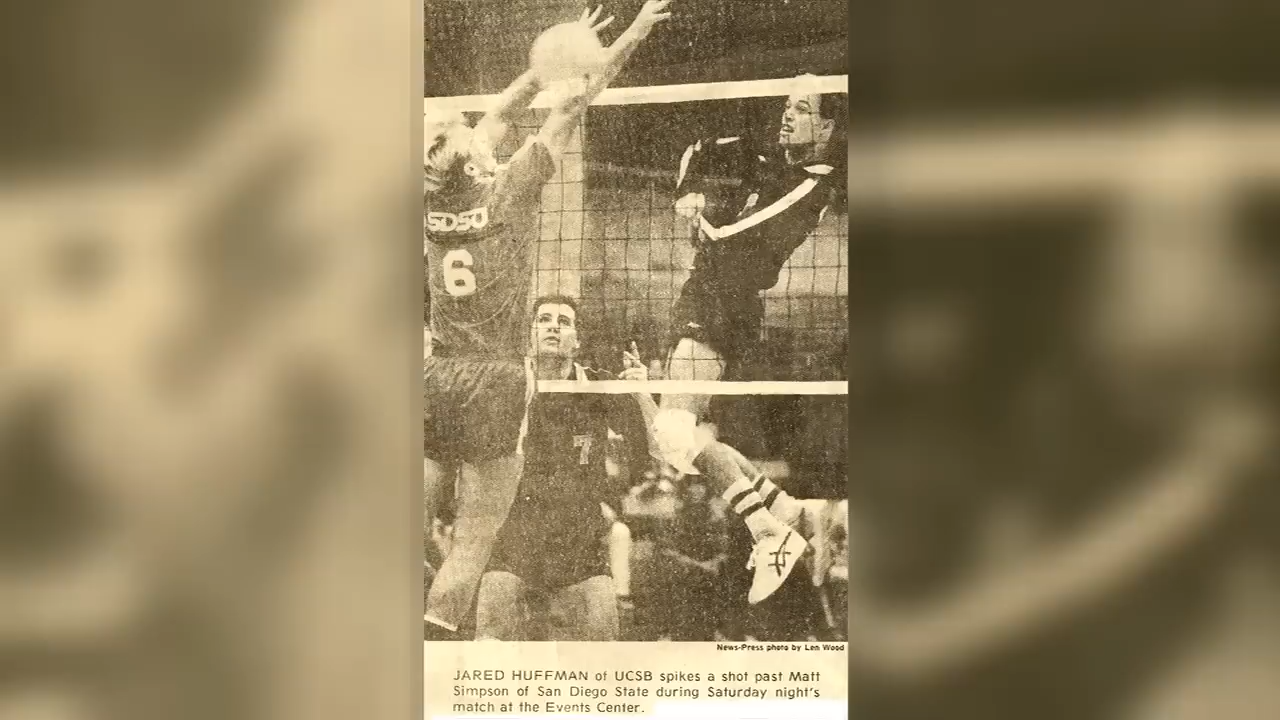 SDSU
6
7
News-Press photo by Len Wood
JARED HUFFMAN of UCSB spikes a shot past Matt
Simpson of San Diego State during Saturday night's
match at the Events Center.